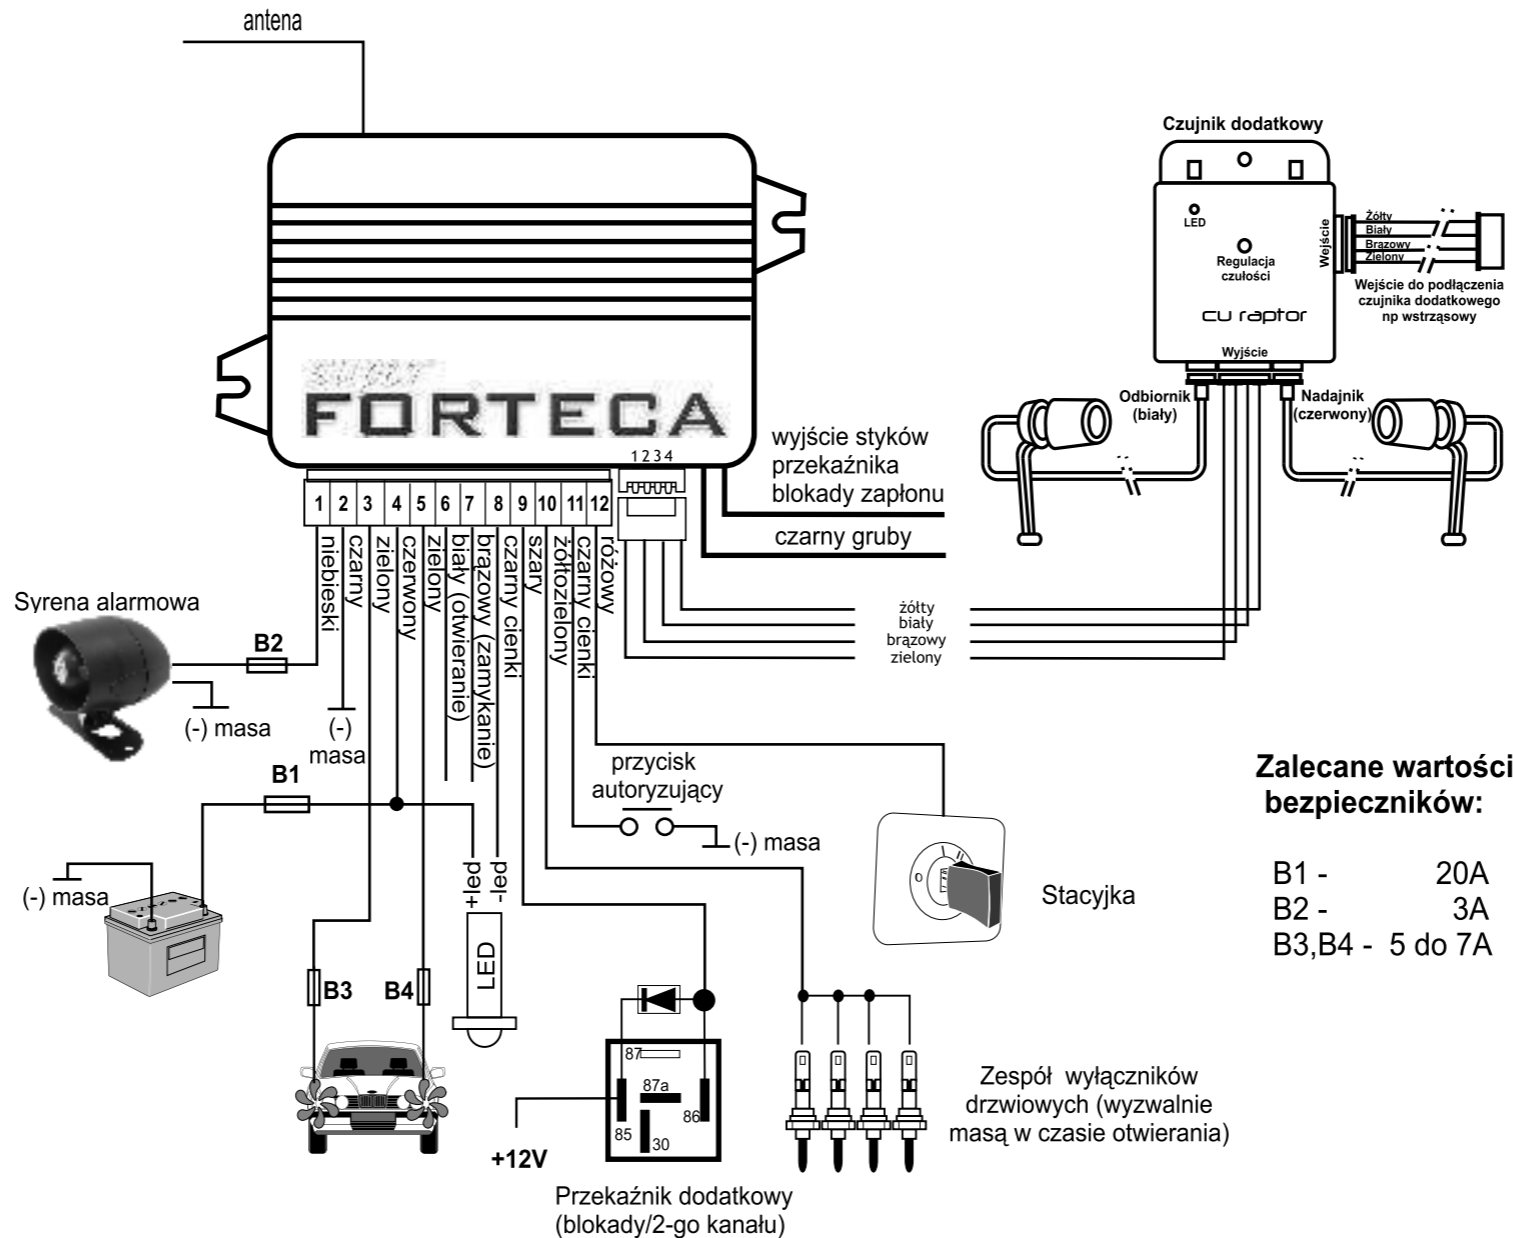 antena
Czujnik dodatkowy
LED
Regulacja
czułości
cu raptor
Wyjście
Wejście
Żółty
Biały
Brązowy
Zielony
Wejście do podłączenia
czujnika dodatkowego
np wstrząsowy
Odbiornik
(biały)
Nadajnik
(czerwony)
FORTECA
1 2 3 4
wyjście styków
przekaźnika
blokady zapłonu
czarny gruby
1 2 3 4 5 6 7 8 9 10 11 12
niebieski
czarny
zielony
czerwony
zielony
biały (otwieranie)
brązowy (zamykanie)
czarny cienki
szary
żółtozielony
czarny cienki
różowy
żółty
biały
brązowy
zielony
Syrena alarmowa
B2
(-) masa
(-)
masa
B1
(-) masa
przycisk
autoryzujący
(-) masa
Zalecane wartości
bezpieczników:
B1 - 20A
B2 - 3A
B3,B4 - 5 do 7A
Stacyjka
+led
-led
LED
B3
B4
87
87a
86
85
30
+12V
Przekaźnik dodatkowy
(blokady/2-go kanału)
Zespół wyłączników
drzwiowych (wyzwalnie
masą w czasie otwierania)